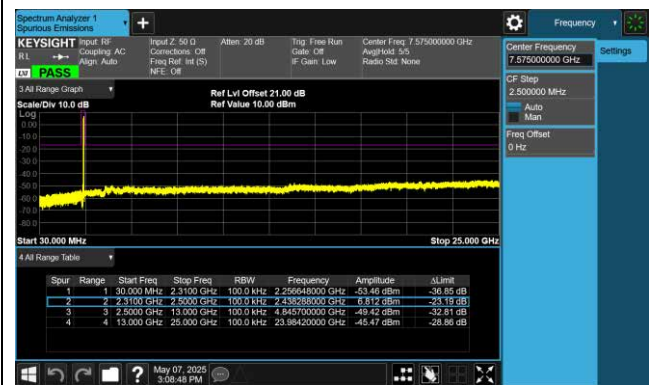 Spectrum Analyzer 1
Spurious Emissions
Frequency
KEYSIGHT Input: RF
RL
Coupling: AC
Align: Auto
LXI PASS
Input Z: 50 Ω
Corrections: Off
Freq Ref: Int (S)
NFE: Off
Atten: 20 dB
Trig: Free Run
Gate: Off
IF Gain: Low
Center Freq: 7.575000000 GHz
Avg|Hold: 5/5
Radio Std: None
Center Frequency
7.575000000 GHz
Settings
CF Step
2.500000 MHz
Auto
Man
Freq Offset
0 Hz
3 All Range Graph
Scale/Div 10.0 dB
Ref Lvl Offset 21.00 dB
Ref Value 10.00 dBm
Log
0.00
-10.0
-20.0
-30.0
-40.0
-50.0
-60.0
-70.0
-80.0
Start 30.000 MHz
Stop 25.000 GHz
4 All Range Table
Spur Range Start Freq Stop Freq RBW Frequency Amplitude ΔLimit
1 1 30.000 MHz 2.3100 GHz 100.0 kHz 2.256648000 GHz -53.46 dBm -36.85 dB
2 2 2.3100 GHz 2.5000 GHz 100.0 kHz 2.438288000 GHz 6.812 dBm -23.19 dB
3 3 2.5000 GHz 13.000 GHz 100.0 kHz 4.845700000 GHz -49.42 dBm -32.81 dB
4 4 13.000 GHz 25.000 GHz 100.0 kHz 23.98420000 GHz -45.47 dBm -28.86 dB
May 07, 2025
3:08:48 PM